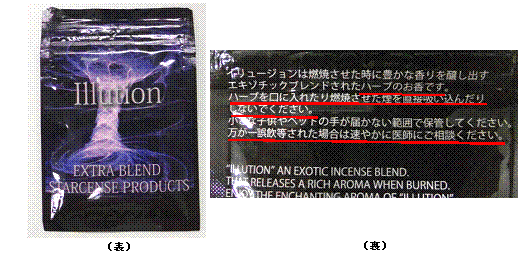 Illution
EXTRA BLEND
STARCENSE PRODUCTS
(表)
イリュージョンは燃焼させた時に豊かな香りを醸し出す
エキゾチックブレンドされたハーブのお香です。
ハーブを口に入れたり燃焼させた煙を直接吸い込んだり
しないでください。
小さな子供やペットの手が届かない範囲で保管してください。
万が一誤飲等された場合は速やかに医師にご相談ください。
"ILLUTION" AN EXOTIC INCENSE BLEND.
THAT RELEASES A RICH AROMA WHEN BURNED.
ENJOY THE ENCHANTING AROMA OF "ILLUTION"
(裏)